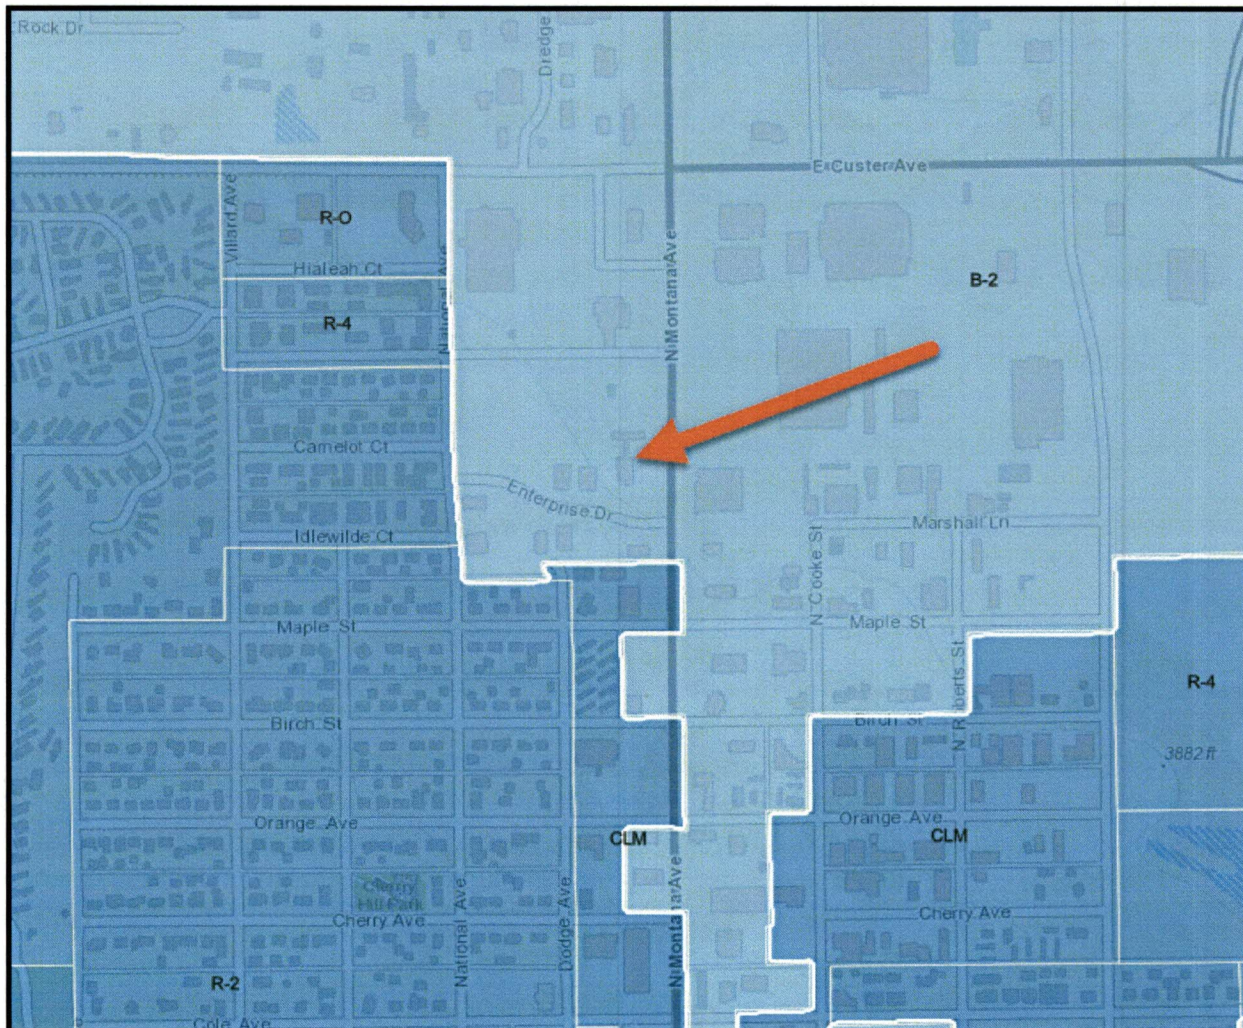 Rock Dr
Dredge
E Custer Ave
Villard Ave
R-O
Hialeah Ct
National Ave
N Montana Ave
B-2
R-4
Camelot Ct
Enterprise Dr
Marshall Ln
Idlewilde Ct
N Cooke St
Maple St
Maple St
N Roberts St
R-4
Birch St
Birch St
3882 ft
Orange Ave
Orange Ave
CLM
CLM
Cherry
Hill Park
Cherry Ave
Cherry Ave
National Ave
Dodge Ave
N Montana Ave
R-2
Cole Ave